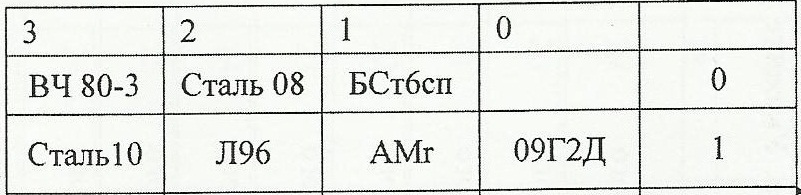 3 2 1 0
ВЧ 80-3 Сталь 08 БСт6сп 0
Сталь10 Л96 АМг 09Г2Д 1